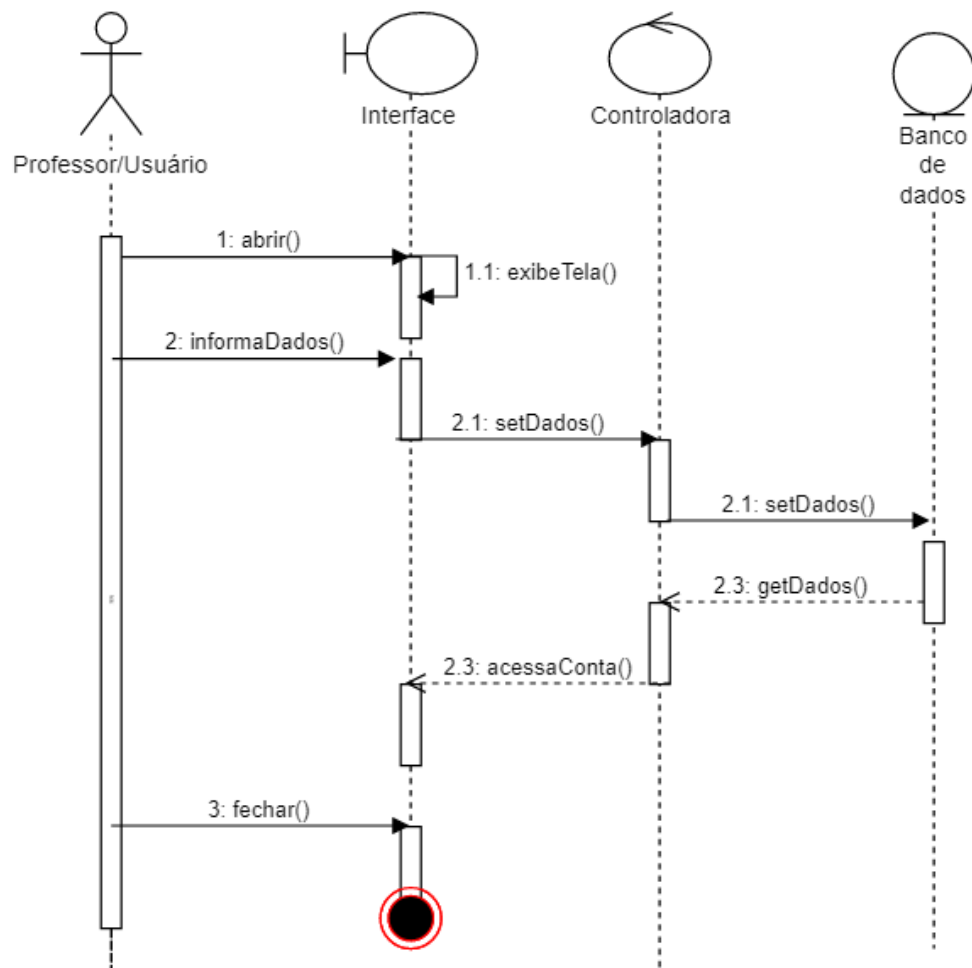 Interface
Controladora
Banco
de
dados
Professor/Usuário
1: abrir()
1.1: exibeTela()
2: informaDados()
2.1: setDados()
2.1: setDados()
2.3: getDados()
2.3: acessaConta()
3: fechar()